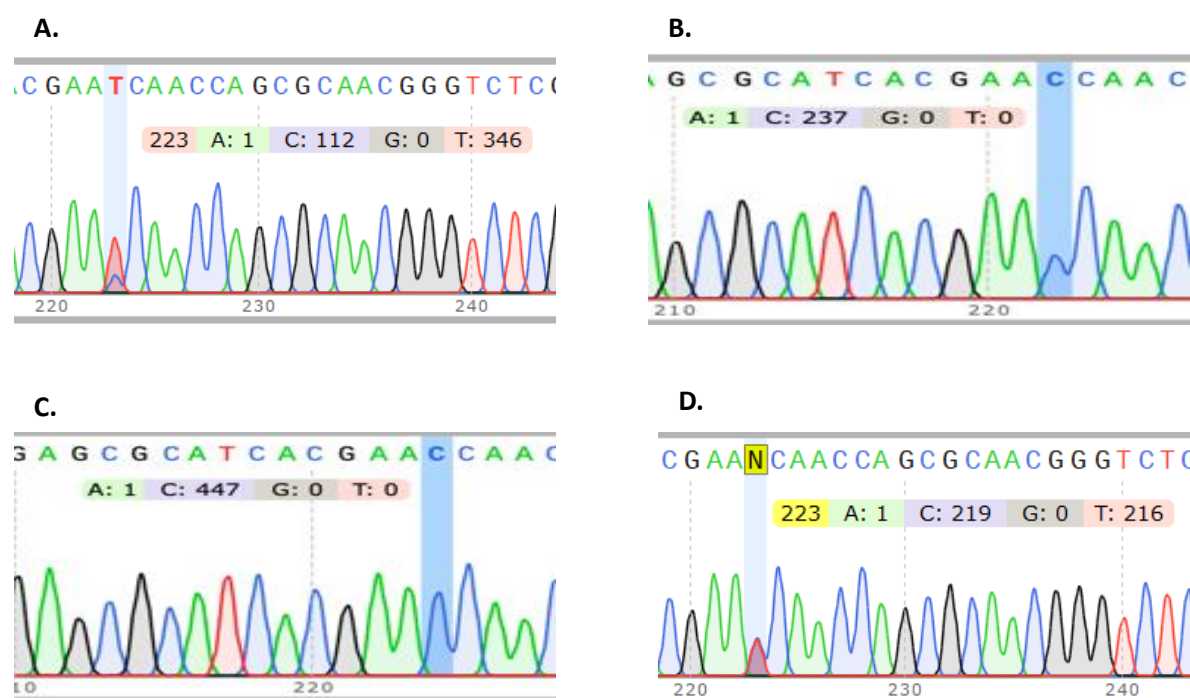 A.
CGAATCAACCAGCGCAACGGGTCTC
223 A: 1 C: 112 G: 0 T: 346
220 230 240
B.
GCGCATCACGAACCAAC
A: 1 C: 237 G: 0 T: 0
210 220
C.
GAGCGCATCACGAACCAAC
A: 1 C: 447 G: 0 T: 0
10 220
D.
CGAANCAACCAGCGCAACGGGTCTC
223 A: 1 C: 219 G: 0 T: 216
220 230 240